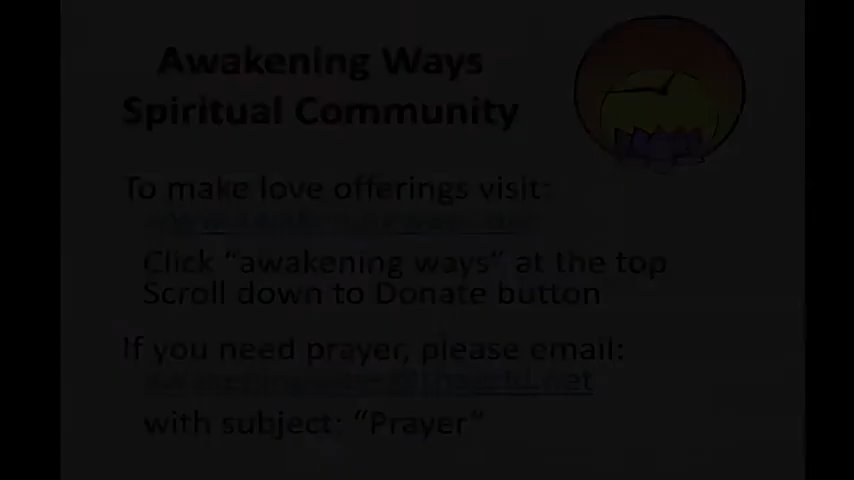 Awakening Ways
Spiritual Community
To make love offerings visit:
Click “awakening ways” at the top
Scroll down to Donate button
If you need prayer, please email:
with subject: “Prayer”